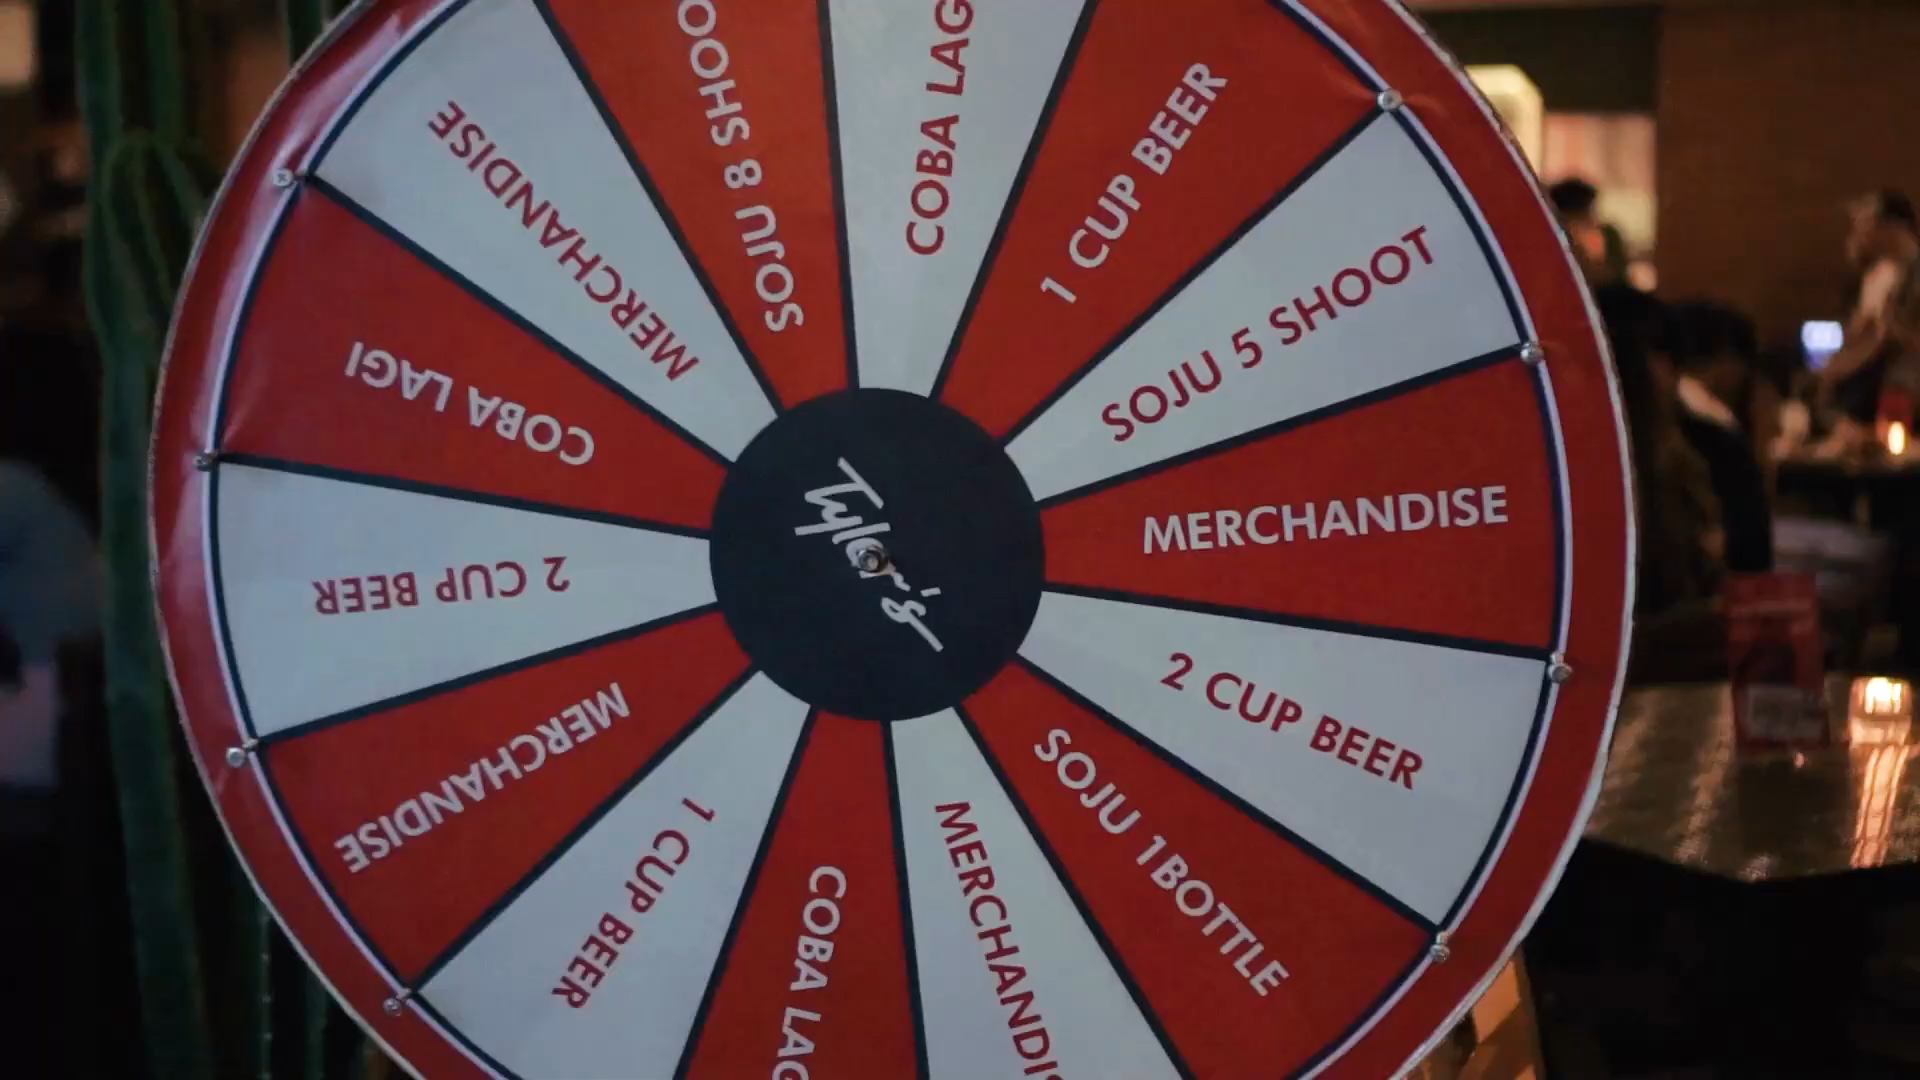 SOJU 8 SHOO
COBA LAG
1 CUP BEER
SOJU 5 SHOOT
MERCHANDISE
2 CUP BEER
SOJU 1BOTTLE
MERCHANDIS
COBA LAG
1 CUP BEER
MERCHANDISE
2 CUP BEER
COBA LAGI
MERCHANDISE
Tyler's